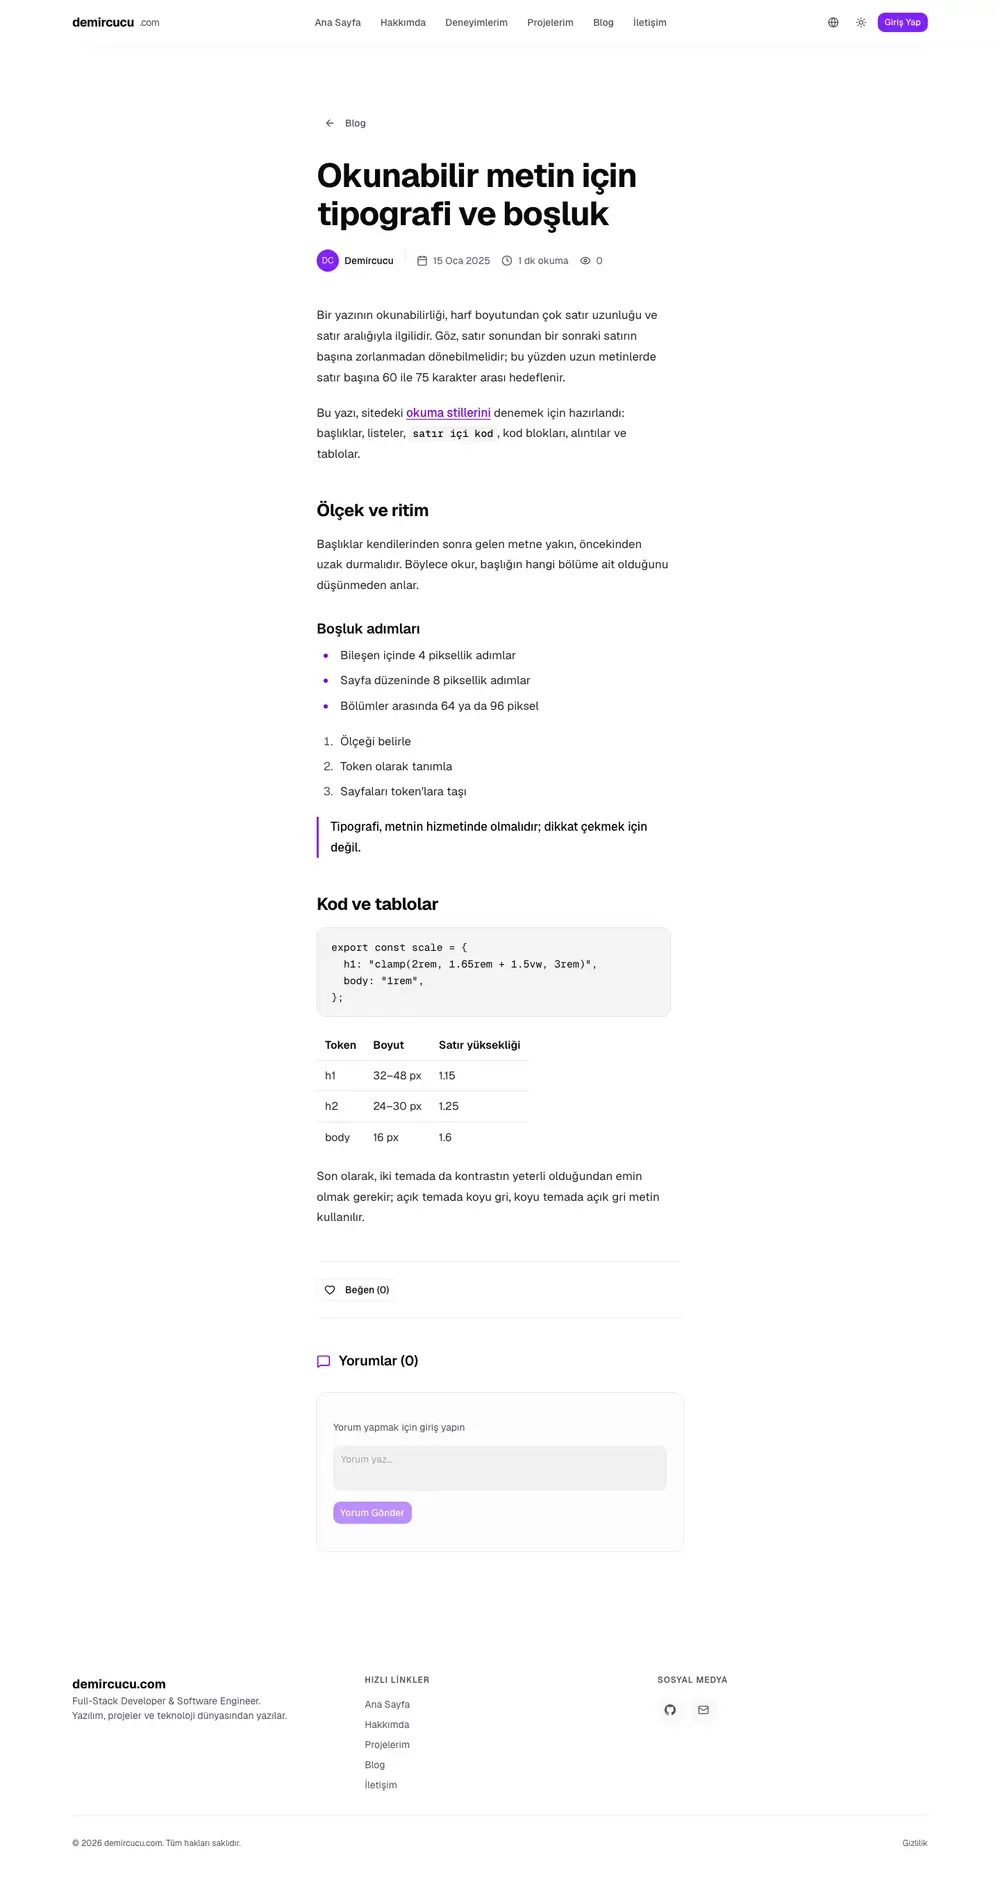 demircucu .com
Ana Sayfa Hakkımda Deneyimlerim Projelerim Blog İletişim
Giriş Yap
Blog
Okunabilir metin için
tipografi ve boşluk
DC Demircucu 15 Oca 2025 1 dk okuma 0
Bir yazının okunabilirliği, harf boyutundan çok satır uzunluğu ve
satır aralığıyla ilgilidir. Göz, satır sonundan bir sonraki satırın
başına zorlanmadan dönebilmelidir; bu yüzden uzun metinlerde
satır başına 60 ile 75 karakter arası hedeflenir.
Bu yazı, sitedeki okuma stillerini denemek için hazırlandı:
başlıklar, listeler, satır içi kod, kod blokları, alıntılar ve
tablolar.
Ölçek ve ritim
Başlıklar kendilerinden sonra gelen metne yakın, öncekinden
uzak durmalıdır. Böylece okur, başlığın hangi bölüme ait olduğunu
düşünmeden anlar.
Boşluk adımları
• Bileşen içinde 4 piksellik adımlar
• Sayfa düzeninde 8 piksellik adımlar
• Bölümler arasında 64 ya da 96 piksel
1. Ölçeği belirle
2. Token olarak tanımla
3. Sayfaları token'lara taşı
Tipografi, metnin hizmetinde olmalıdır; dikkat çekmek için
değil.
Kod ve tablolar
export const scale = {
  h1: "clamp(2rem, 1.65rem + 1.5vw, 3rem)",
  body: "1rem",
};
Token Boyut Satır yüksekliği
h1 32–48 px 1.15
h2 24–30 px 1.25
body 16 px 1.6
Son olarak, iki temada da kontrastın yeterli olduğundan emin
olmak gerekir; açık temada koyu gri, koyu temada açık gri metin
kullanılır.
Beğen (0)
Yorumlar (0)
Yorum yapmak için giriş yapın
Yorum yaz...
Yorum Gönder
demircucu.com
Full-Stack Developer & Software Engineer.
Yazılım, projeler ve teknoloji dünyasından yazılar.
HIZLI LİNKLER
Ana Sayfa
Hakkımda
Projelerim
Blog
İletişim
SOSYAL MEDYA
© 2026 demircucu.com. Tüm hakları saklıdır.
Gizlilik